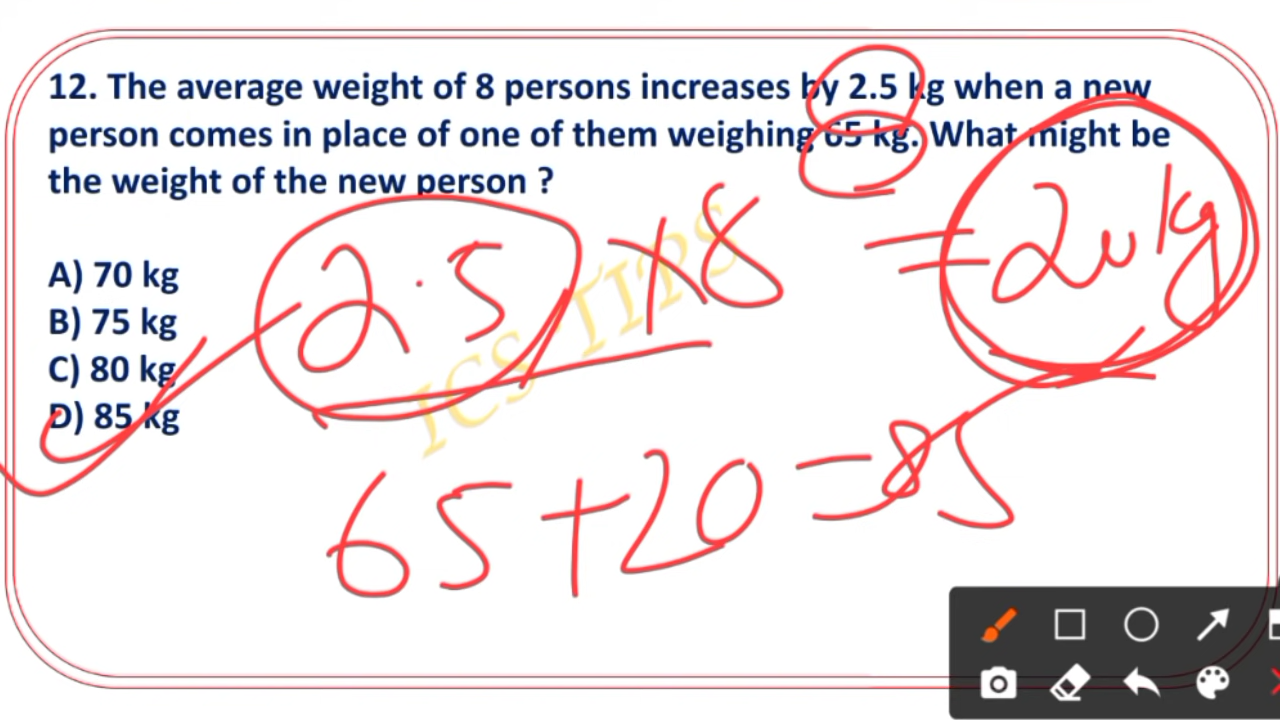 12. The average weight of 8 persons increases by 2.5 kg when a new
person comes in place of one of them weighing 65 kg. What might be
the weight of the new person ?
A) 70 kg
B) 75 kg
C) 80 kg
D) 85 kg
2.5 × 8 = 20 kg
65 + 20 = 85
ICS TIPS